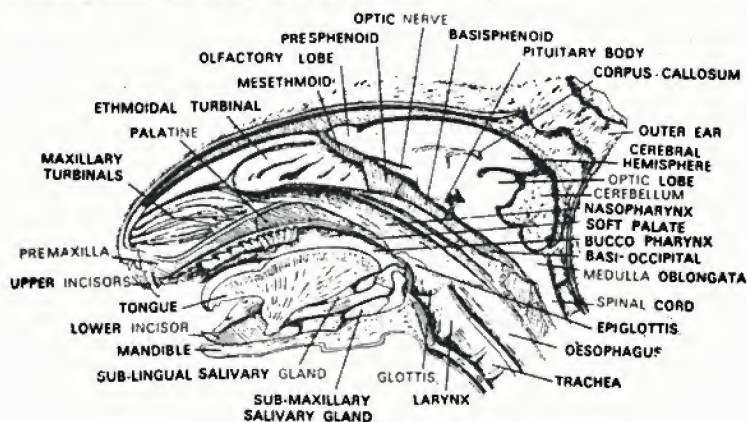 OPTIC NERVE
PRESPHENOID
BASISPHENOID
OLFACTORY LOBE
PITUITARY BODY
MESETHMOID
CORPUS-CALLOSUM
ETHMOIDAL TURBINAL
PALATINE
OUTER EAR
MAXILLARY
TURBINALS
CEREBRAL
HEMISPHERE
OPTIC LOBE
CEREBELLUM
NASOPHARYNX
SOFT PALATE
BUCCO PHARYNX
BASI-OCCIPITAL
MEDULLA OBLONGATA
PREMAXILLA
UPPER INCISORS
TONGUE
SPINAL CORD
LOWER INCISOR
EPIGLOTTIS
MANDIBLE
OESOPHAGUS
SUB-LINGUAL SALIVARY GLAND
GLOTTIS
TRACHEA
SUB-MAXILLARY
SALIVARY GLAND
LARYNX